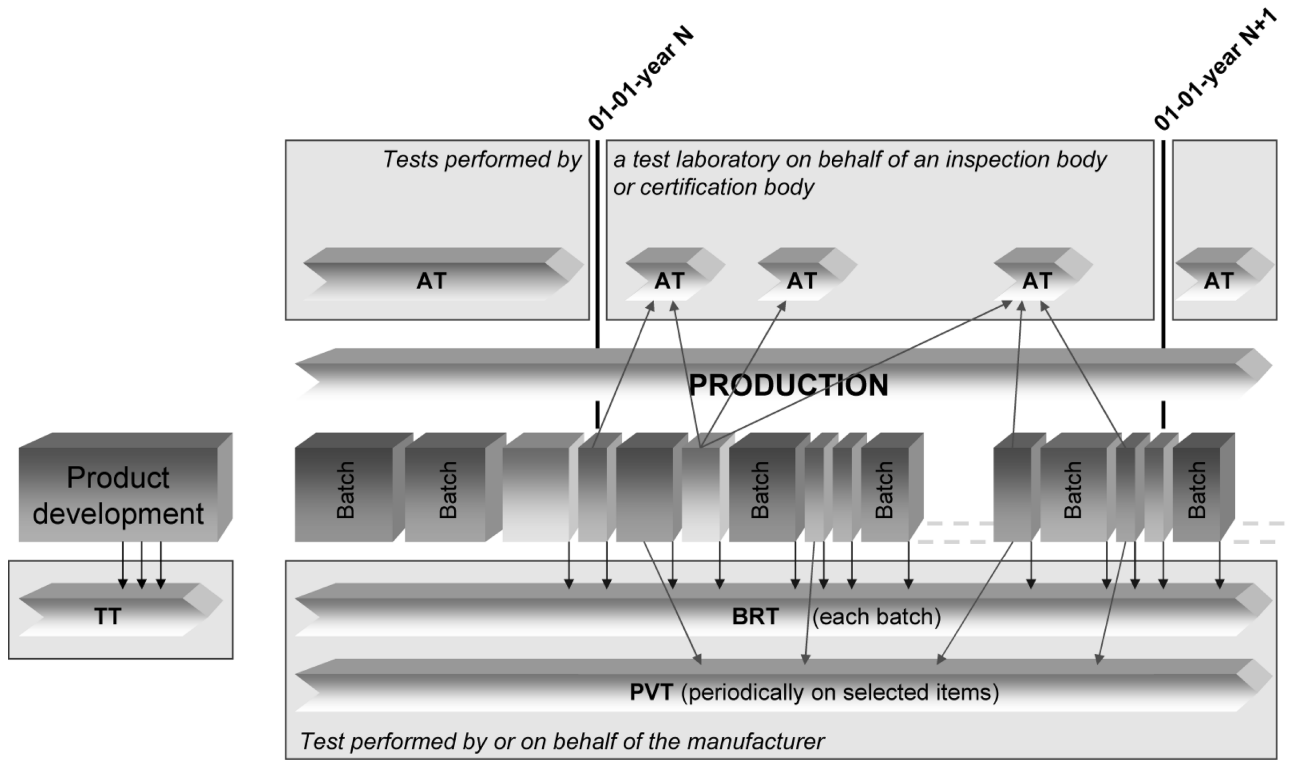 01-01-year N
01-01-year N+1
Tests performed by
a test laboratory on behalf of an inspection body
or certification body
AT
AT
AT
AT
AT
PRODUCTION
Product
development
Batch
Batch
Batch
Batch
Batch
Batch
TT
BRT (each batch)
PVT (periodically on selected items)
Test performed by or on behalf of the manufacturer